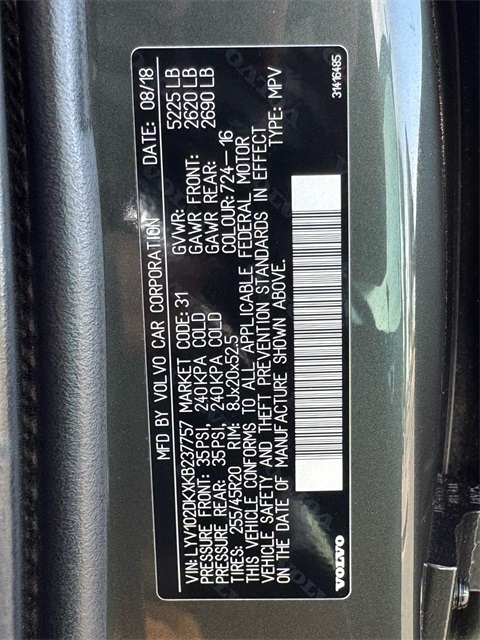 MFD BY VOLVO CAR CORPORATION DATE: 08/18
GVWR: 5225 LB
GAWR FRONT: 2620 LB
GAWR REAR: 2690 LB
VIN: LYV102DKXKB237757 MARKET CODE: 31 COLOUR: 724–16
PRESSURE FRONT: 35PSI, 240KPA COLD
PRESSURE REAR: 35PSI, 240KPA COLD
TIRES: 255/45R20 RIM: 8Jx20x52,5
THIS VEHICLE CONFORMS TO ALL APPLICABLE FEDERAL MOTOR
VEHICLE SAFETY AND THEFT PREVENTION STANDARDS IN EFFECT
ON THE DATE OF MANUFACTURE SHOWN ABOVE. TYPE: MPV
VOLVO
31416485